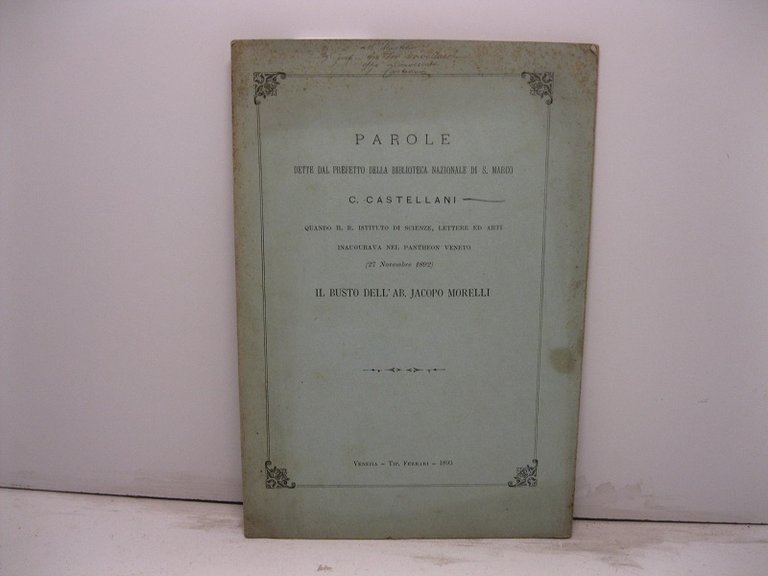 PAROLE
DETTE DAL PREFETTO DELLA BIBLIOTECA NAZIONALE DI S. MARCO
C. CASTELLANI
QUANDO IL R. ISTITUTO DI SCIENZE, LETTERE ED ARTI
INAUGURAVA NEL PANTHEON VENETO
(27 Novembre 1892)
IL BUSTO DELL'AB. JACOPO MORELLI
VENEZIA – TIP. FERRARI – 1893